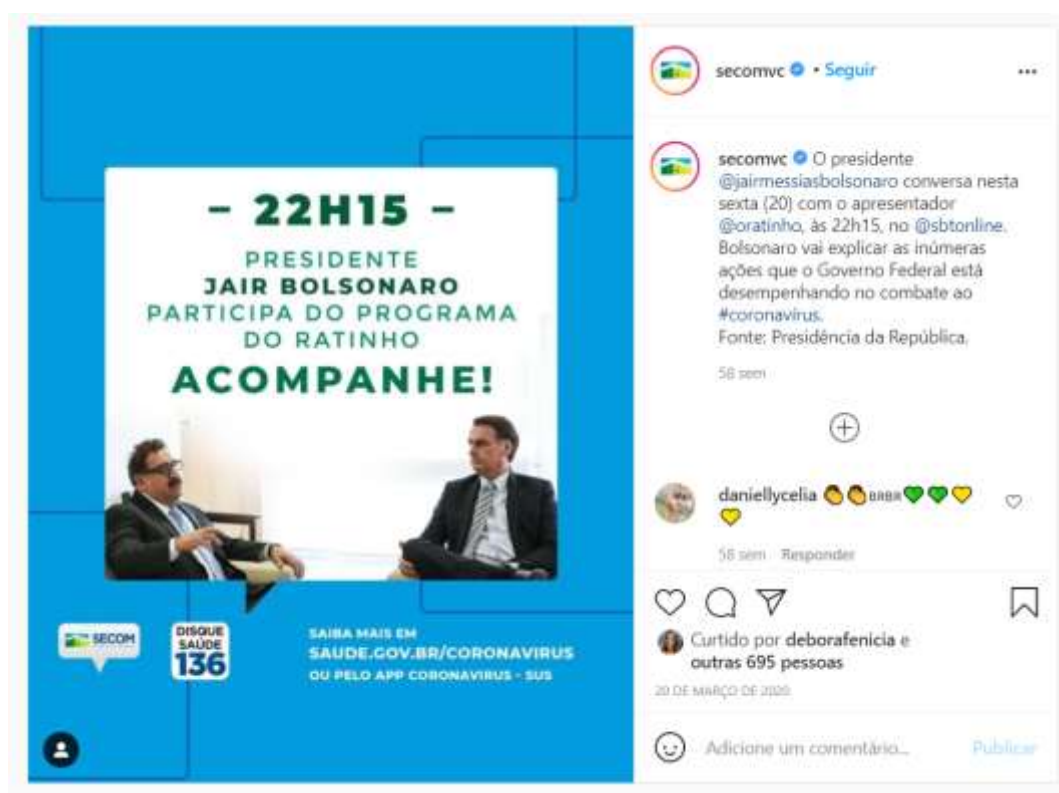 – 22H15 –
PRESIDENTE
JAIR BOLSONARO
PARTICIPA DO PROGRAMA
DO RATINHO
ACOMPANHE!
SECOM
DISQUE
SAÚDE
136
SAIBA MAIS EM
SAUDE.GOV.BR/CORONAVIRUS
OU PELO APP CORONAVIRUS - SUS
secomvc • Seguir
secomvc O presidente
@jairmessiasbolsonaro conversa nesta
sexta (20) com o apresentador
@oratinho, às 22h15, no @sbtonline.
Bolsonaro vai explicar as inúmeras
ações que o Governo Federal está
desempenhando no combate ao
#coronavírus.
Fonte: Presidência da República.
58 sem
daniellycelia 👏👏BRBR💚💚💛
💛
58 sem Responder
Curtido por deborafenicia e
outras 695 pessoas
20 DE MARÇO DE 2020
Adicione um comentário... Publicar